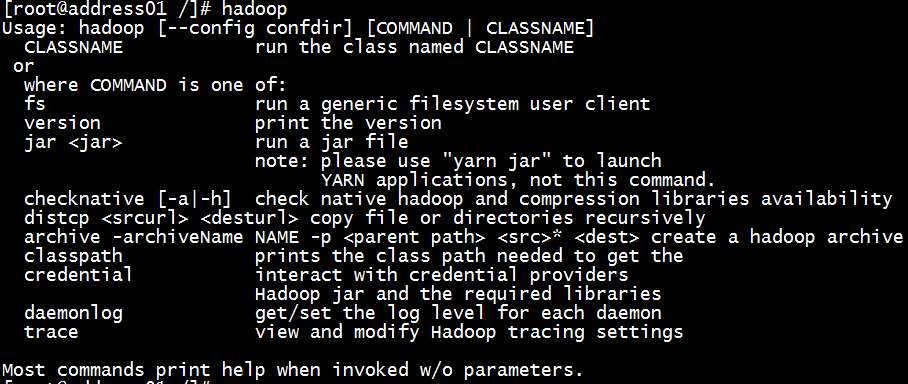 [root@address01 /]# hadoop
Usage: hadoop [--config confdir] [COMMAND | CLASSNAME]
  CLASSNAME            run the class named CLASSNAME
 or
  where COMMAND is one of:
  fs                   run a generic filesystem user client
  version              print the version
  jar <jar>            run a jar file
                       note: please use "yarn jar" to launch
                             YARN applications, not this command.
  checknative [-a|-h]  check native hadoop and compression libraries availability
  distcp <srcurl> <desturl> copy file or directories recursively
  archive -archiveName NAME -p <parent path> <src>* <dest> create a hadoop archive
  classpath            prints the class path needed to get the
  credential           interact with credential providers
                       Hadoop jar and the required libraries
  daemonlog            get/set the log level for each daemon
  trace                view and modify Hadoop tracing settings

Most commands print help when invoked w/o parameters.
[root@address01 /]#